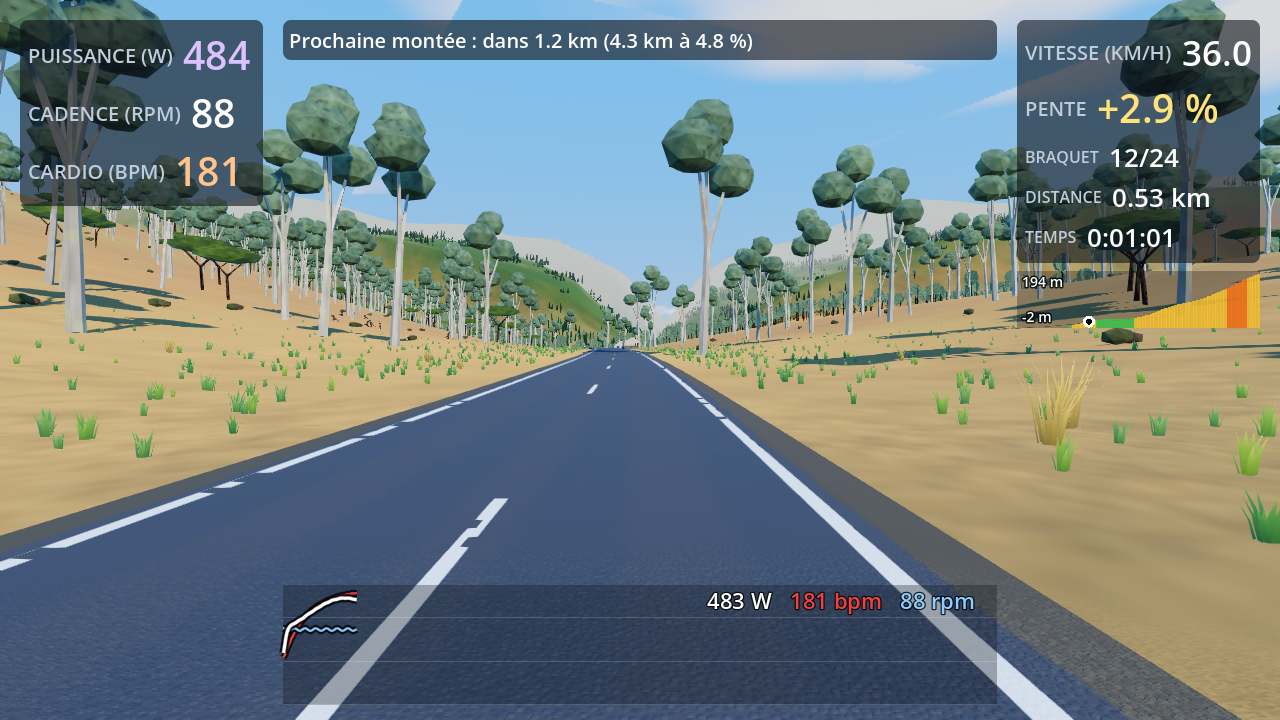 PUISSANCE (W) 484
CADENCE (RPM) 88
CARDIO (BPM) 181
Prochaine montée : dans 1.2 km (4.3 km à 4.8 %)
VITESSE (KM/H) 36.0
PENTE +2.9 %
BRAQUET 12/24
DISTANCE 0.53 km
TEMPS 0:01:01
194 m
-2 m
483 W 181 bpm 88 rpm